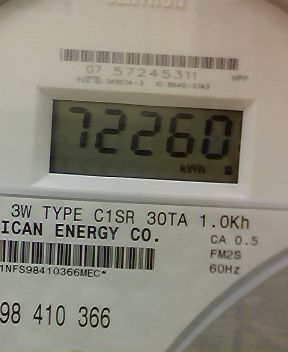 07 57245311
72260
kWh
3W TYPE C1SR 30TA 1.0Kh
ICAN ENERGY CO.
CA 0.5
FM2S
60Hz
1NFS98410366MEC*
98 410 366